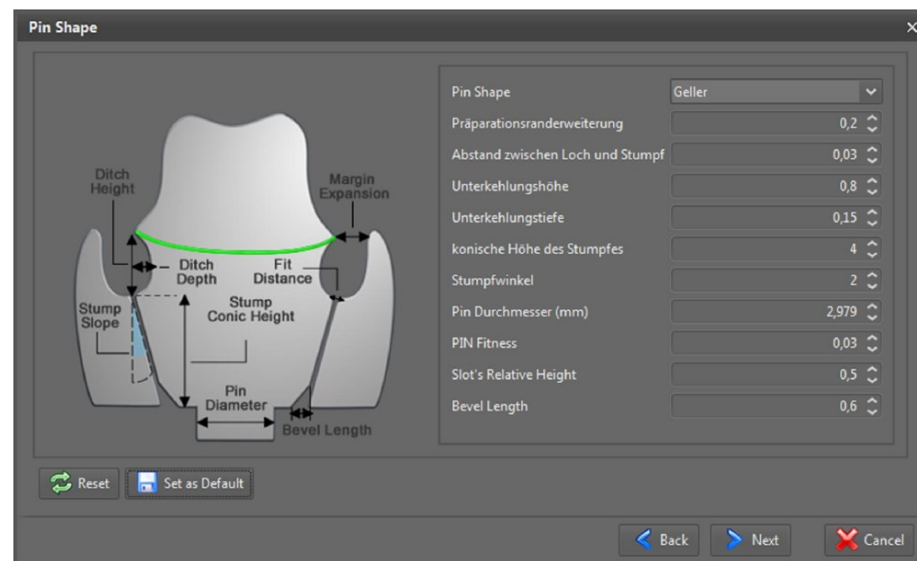 Pin Shape
Ditch
Height
Margin
Expansion
Ditch
Depth
Fit
Distance
Stump
Slope
Stump
Conic Height
Pin
Diameter
Bevel Length
Pin Shape Geller
Präparationsranderweiterung 0,2
Abstand zwischen Loch und Stumpf 0,03
Unterkehlungshöhe 0,8
Unterkehlungstiefe 0,15
konische Höhe des Stumpfes 4
Stumpfwinkel 2
Pin Durchmesser (mm) 2,979
PIN Fitness 0,03
Slot's Relative Height 0,5
Bevel Length 0,6
Reset Set as Default
Back Next Cancel